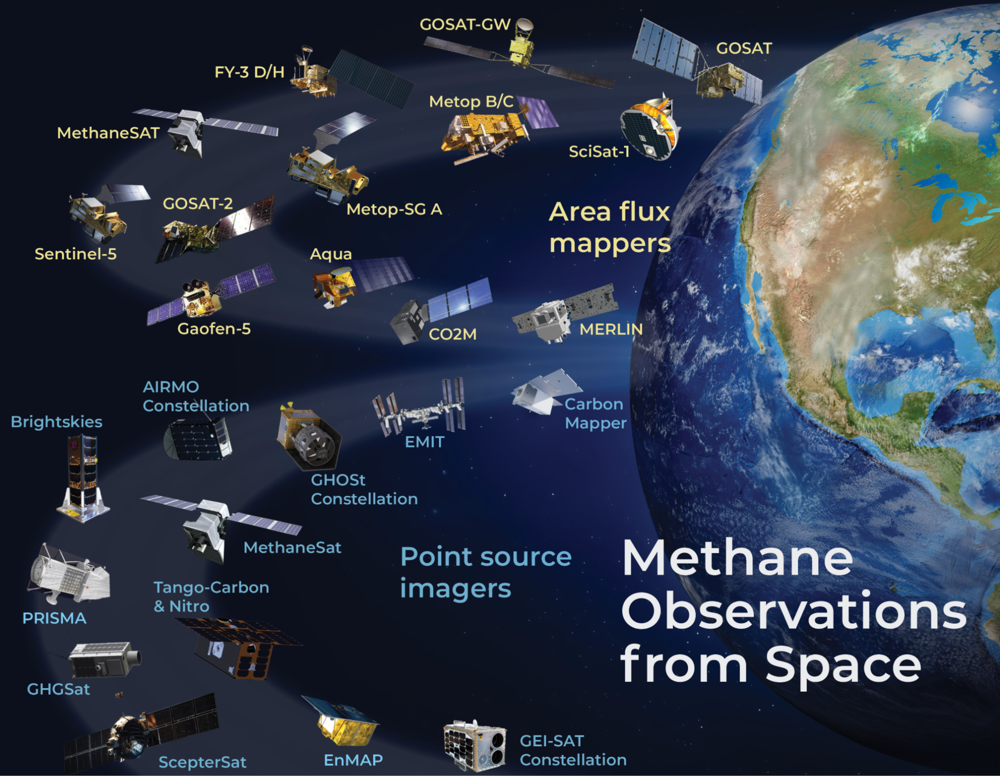 GOSAT-GW
GOSAT
FY-3 D/H
Metop B/C
MethaneSAT
SciSat-1
GOSAT-2
Metop-SG A
Area flux
mappers
Sentinel-5
Aqua
Gaofen-5
CO2M
MERLIN
AIRMO
Constellation
Brightskies
Carbon
Mapper
EMIT
GHOSt
Constellation
MethaneSat
Point source
imagers
Methane
Observations
from Space
Tango-Carbon
& Nitro
PRISMA
GHGSat
ScepterSat
EnMAP
GEI-SAT
Constellation